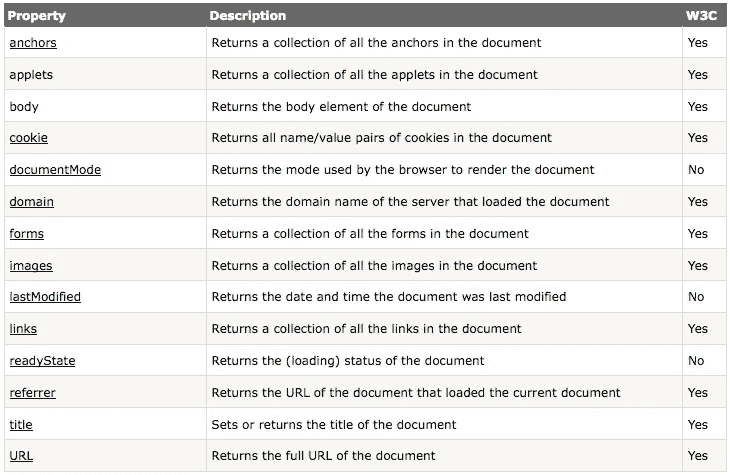 Property Description W3C
anchors Returns a collection of all the anchors in the document Yes
applets Returns a collection of all the applets in the document Yes
body Returns the body element of the document Yes
cookie Returns all name/value pairs of cookies in the document Yes
documentMode Returns the mode used by the browser to render the document No
domain Returns the domain name of the server that loaded the document Yes
forms Returns a collection of all the forms in the document Yes
images Returns a collection of all the images in the document Yes
lastModified Returns the date and time the document was last modified No
links Returns a collection of all the links in the document Yes
readyState Returns the (loading) status of the document No
referrer Returns the URL of the document that loaded the current document Yes
title Sets or returns the title of the document Yes
URL Returns the full URL of the document Yes